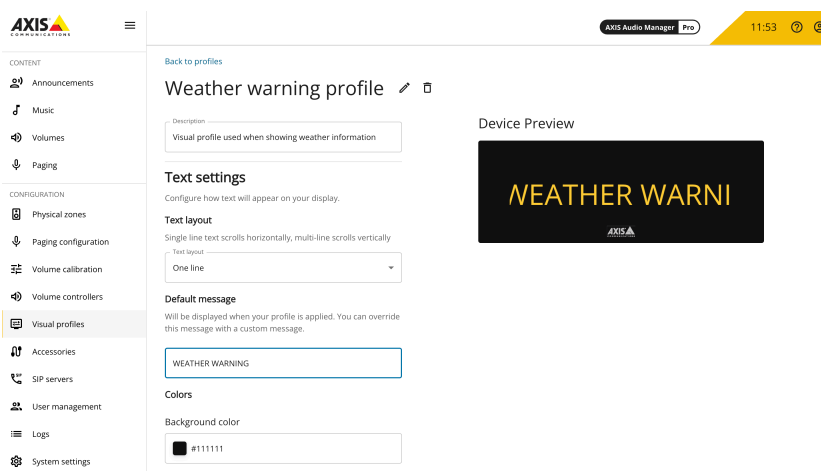 AXIS
COMMUNICATIONS
AXIS Audio Manager Pro
11:53
CONTENT
Announcements
Music
Volumes
Paging
CONFIGURATION
Physical zones
Paging configuration
Volume calibration
Volume controllers
Visual profiles
Accessories
SIP
SIP servers
User management
Logs
System settings
Back to profiles
Weather warning profile
Description
Visual profile used when showing weather information
Text settings
Configure how text will appear on your display.
Text layout
Single line text scrolls horizontally, multi-line scrolls vertically
Text layout
One line
Default message
Will be displayed when your profile is applied. You can override
this message with a custom message.
WEATHER WARNING
Colors
Background color
#111111
Device Preview
WEATHER WARNI
AXIS
COMMUNICATIONS